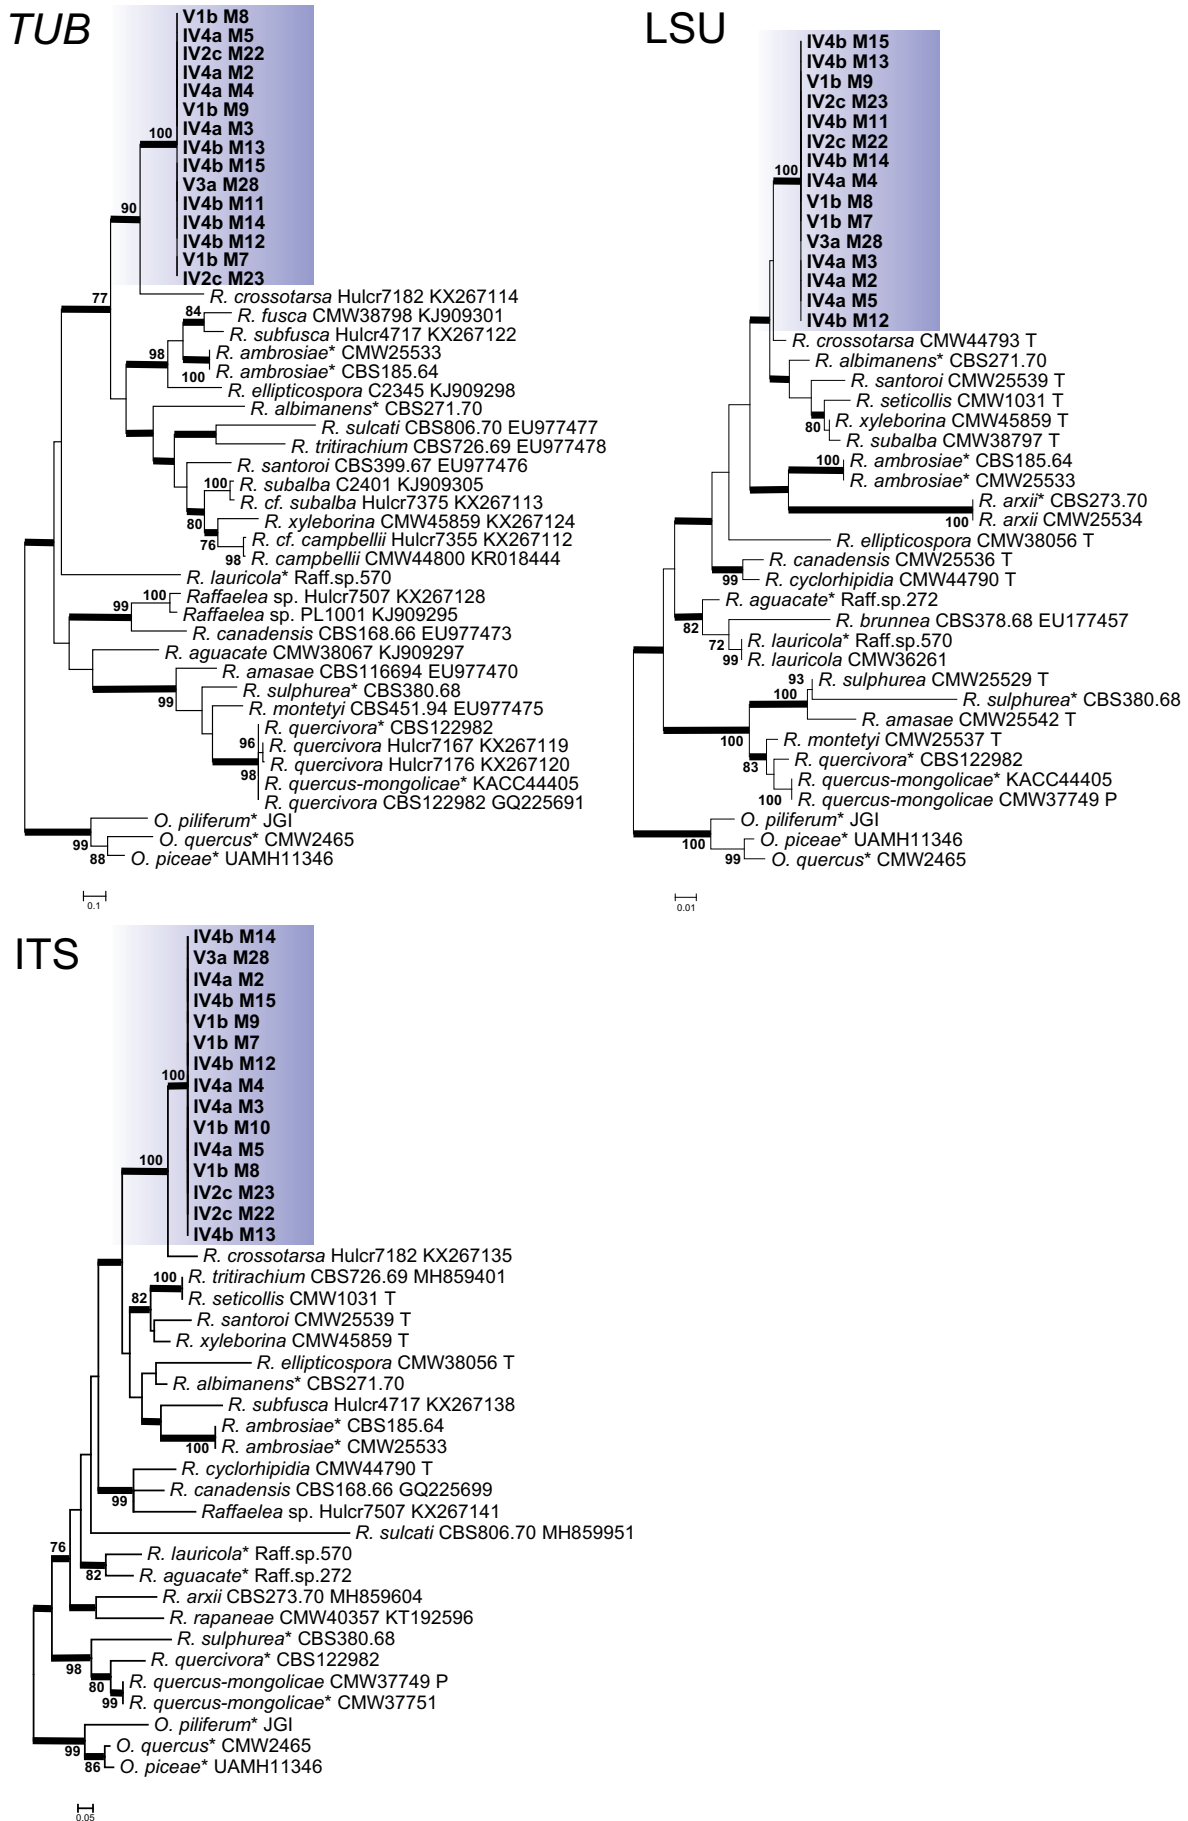 TUB
V1b M8
IV4a M5
IV2c M22
IV4a M2
IV4a M4
V1b M9
IV4a M3
100
IV4b M13
IV4b M15
V3a M28
IV4b M11
90
IV4b M14
IV4b M12
V1b M7
IV2c M23
77
R. crossotarsa Hulcr7182 KX267114
84
R. fusca CMW38798 KJ909301
R. subfusca Hulcr4717 KX267122
98
R. ambrosiae* CMW25533
100
R. ambrosiae* CBS185.64
R. ellipticospora C2345 KJ909298
R. albimanens* CBS271.70
R. sulcati CBS806.70 EU977477
R. tritirachium CBS726.69 EU977478
R. santoroi CBS399.67 EU977476
100
R. subalba C2401 KJ909305
R. cf. subalba Hulcr7375 KX267113
80
R. xyleborina CMW45859 KX267124
76
R. cf. campbellii Hulcr7355 KX267112
98
R. campbellii CMW44800 KR018444
R. lauricola* Raff.sp.570
100
Raffaelea sp. Hulcr7507 KX267128
99
Raffaelea sp. PL1001 KJ909295
R. canadensis CBS168.66 EU977473
R. aguacate CMW38067 KJ909297
R. amasae CBS116694 EU977470
99
R. sulphurea* CBS380.68
R. montetyi CBS451.94 EU977475
R. quercivora* CBS122982
96
R. quercivora Hulcr7167 KX267119
98
R. quercivora Hulcr7176 KX267120
R. quercus-mongolicae* KACC44405
R. quercivora CBS122982 GQ225691
O. piliferum* JGI
99
O. quercus* CMW2465
88
O. piceae* UAMH11346
0.1
LSU
IV4b M15
IV4b M13
V1b M9
IV2c M23
IV4b M11
IV2c M22
IV4b M14
100
IV4a M4
V1b M8
V1b M7
V3a M28
IV4a M3
IV4a M2
IV4a M5
IV4b M12
R. crossotarsa CMW44793 T
R. albimanens* CBS271.70
R. santoroi CMW25539 T
R. seticollis CMW1031 T
80
R. xyleborina CMW45859 T
R. subalba CMW38797 T
100
R. ambrosiae* CBS185.64
R. ambrosiae* CMW25533
R. arxii* CBS273.70
100
R. arxii CMW25534
R. ellipticospora CMW38056 T
R. canadensis CMW25536 T
99
R. cyclorhipidia CMW44790 T
R. aguacate* Raff.sp.272
82
R. brunnea CBS378.68 EU177457
72
R. lauricola* Raff.sp.570
99
R. lauricola CMW36261
93
R. sulphurea CMW25529 T
100
R. sulphurea* CBS380.68
R. amasae CMW25542 T
100
R. montetyi CMW25537 T
83
R. quercivora* CBS122982
R. quercus-mongolicae* KACC44405
100
R. quercus-mongolicae CMW37749 P
O. piliferum* JGI
100
O. piceae* UAMH11346
99
O. quercus* CMW2465
0.01
ITS
IV4b M14
V3a M28
IV4a M2
IV4b M15
V1b M9
V1b M7
IV4b M12
100
IV4a M4
IV4a M3
V1b M10
IV4a M5
100
V1b M8
IV2c M23
IV2c M22
IV4b M13
R. crossotarsa Hulcr7182 KX267135
100
R. tritirachium CBS726.69 MH859401
82
R. seticollis CMW1031 T
R. santoroi CMW25539 T
R. xyleborina CMW45859 T
R. ellipticospora CMW38056 T
R. albimanens* CBS271.70
R. subfusca Hulcr4717 KX267138
R. ambrosiae* CBS185.64
100
R. ambrosiae* CMW25533
R. cyclorhipidia CMW44790 T
99
R. canadensis CBS168.66 GQ225699
Raffaelea sp. Hulcr7507 KX267141
R. sulcati CBS806.70 MH859951
76
R. lauricola* Raff.sp.570
82
R. aguacate* Raff.sp.272
R. arxii CBS273.70 MH859604
R. rapaneae CMW40357 KT192596
R. sulphurea* CBS380.68
98
R. quercivora* CBS122982
80
R. quercus-mongolicae CMW37749 P
99
R. quercus-mongolicae* CMW37751
O. piliferum* JGI
99
O. quercus* CMW2465
86
O. piceae* UAMH11346
0.05